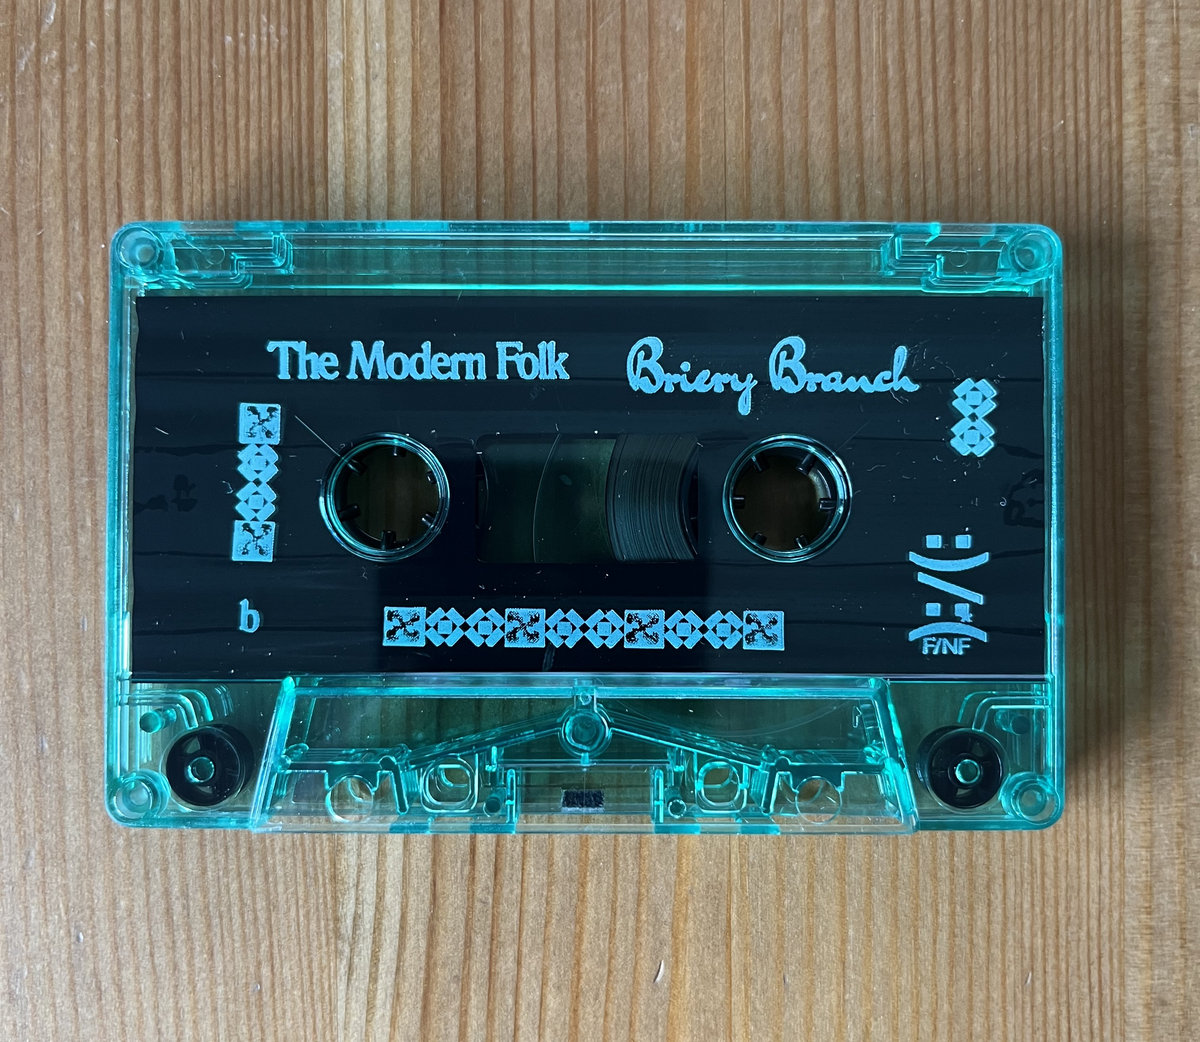 The Modern Folk
Briery Branch
b
:)/:)
F/NF